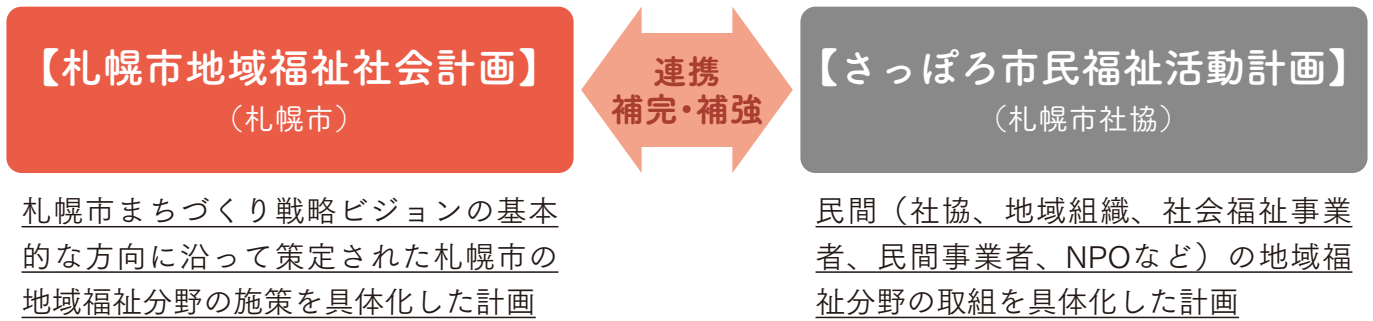 【札幌市地域福祉社会計画】
（札幌市）
連携
補完･補強
【さっぽろ市民福祉活動計画】
（札幌市社協）
札幌市まちづくり戦略ビジョンの基本
的な方向に沿って策定された札幌市の
地域福祉分野の施策を具体化した計画
民間（社協、地域組織、社会福祉事業
者、民間事業者、NPOなど）の地域福
祉分野の取組を具体化した計画